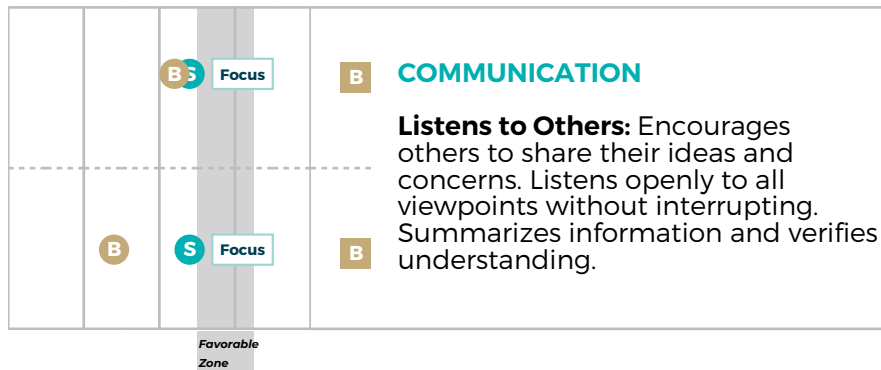 B S Focus B
COMMUNICATION
Listens to Others: Encourages
others to share their ideas and
concerns. Listens openly to all
viewpoints without interrupting.
Summarizes information and verifies
understanding.
B S Focus B
Favorable
Zone